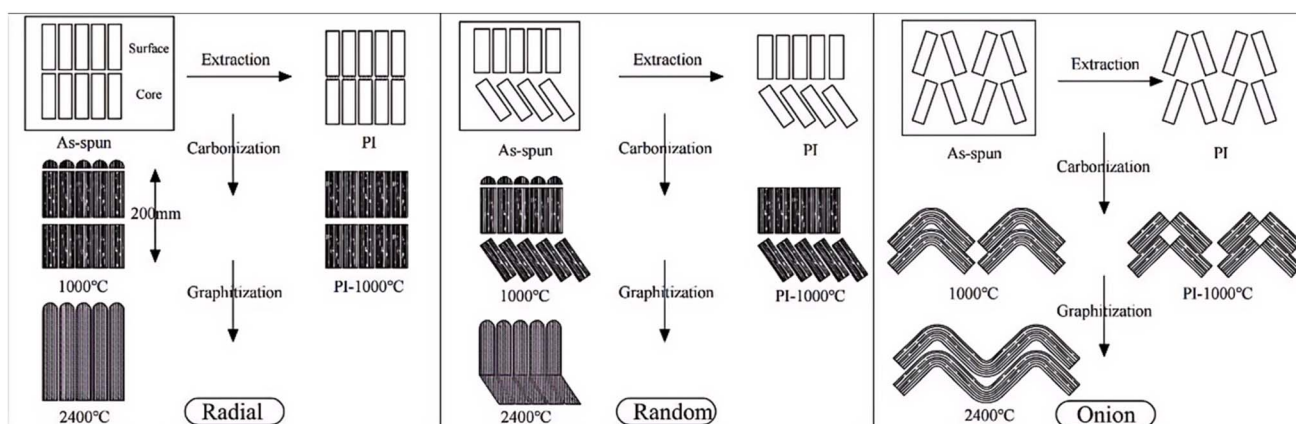 Surface
Core
As-spun
Extraction
PI
Carbonization
200mm
1000℃
PI-1000℃
Graphitization
2400℃
Radial
As-spun
Extraction
PI
Carbonization
1000℃
PI-1000℃
Graphitization
2400℃
Random
As-spun
Extraction
PI
Carbonization
1000℃
PI-1000℃
Graphitization
2400℃
Onion